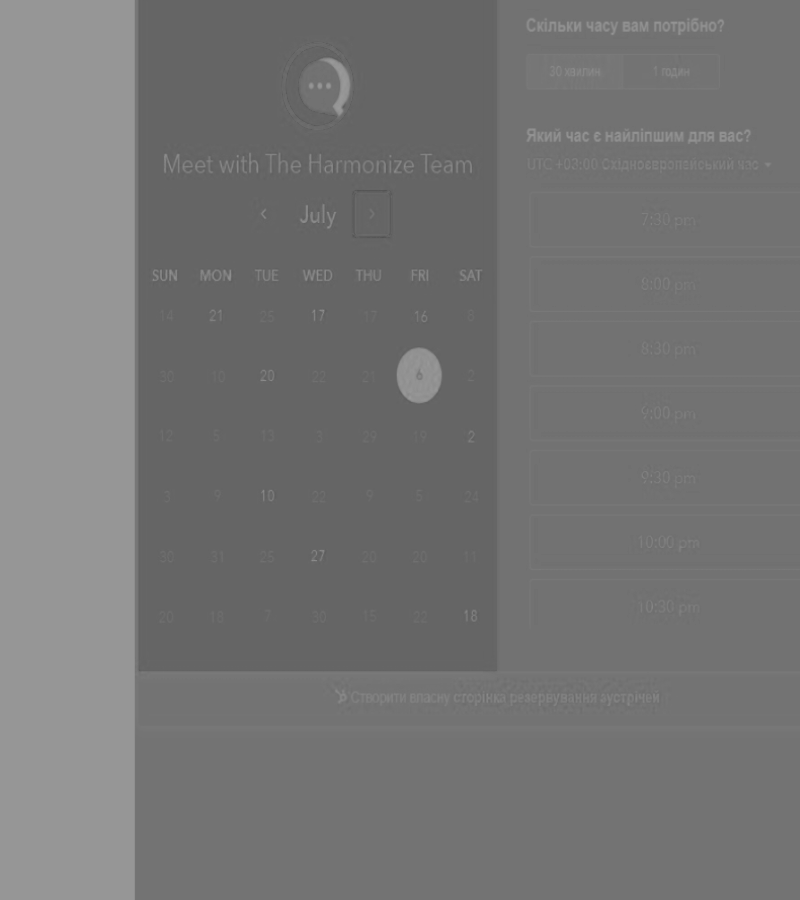 Meet with The Harmonize Team
July
SUN MON TUE WED THU FRI SAT
14 21 25 17 17 16 8
30 10 20 22 21 6 2
12 5 13 3 29 19 2
3 9 10 22 9 5 24
30 31 25 27 20 20 11
20 18 7 30 15 22 18
Скільки часу вам потрібно?
30 хвилин 1 годин
Який час є найліпшим для вас?
UTC +03:00 Східноєвропейський час
7:30 pm
8:00 pm
8:30 pm
9:00 pm
9:30 pm
10:00 pm
10:30 pm
Створити власну сторінка резервування зустрічей